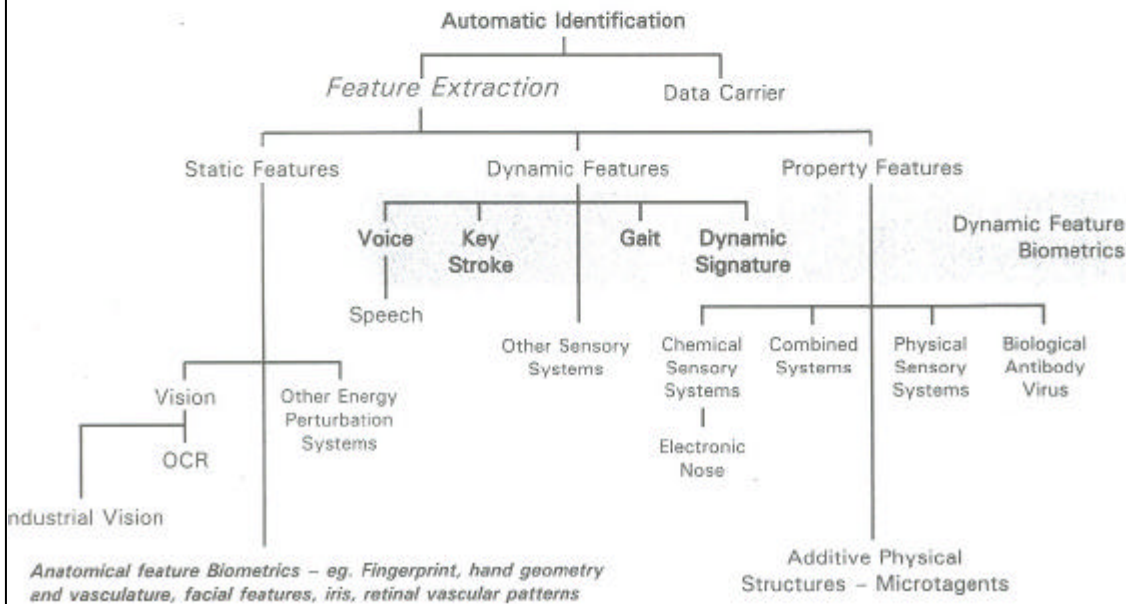 Automatic Identification
Feature Extraction
Data Carrier
Static Features
Dynamic Features
Property Features
Voice
Key
Stroke
Gait
Dynamic
Signature
Dynamic Feature
Biometrics
Speech
Other Sensory
Systems
Chemical
Sensory
Systems
Combined
Systems
Physical
Sensory
Systems
Biological
Antibody
Virus
Vision
Other Energy
Perturbation
Systems
OCR
Electronic
Nose
ndustrial Vision
Anatomical feature Biometrics – eg. Fingerprint, hand geometry
and vasculature, facial features, iris, retinal vascular patterns
Additive Physical
Structures – Microtagents